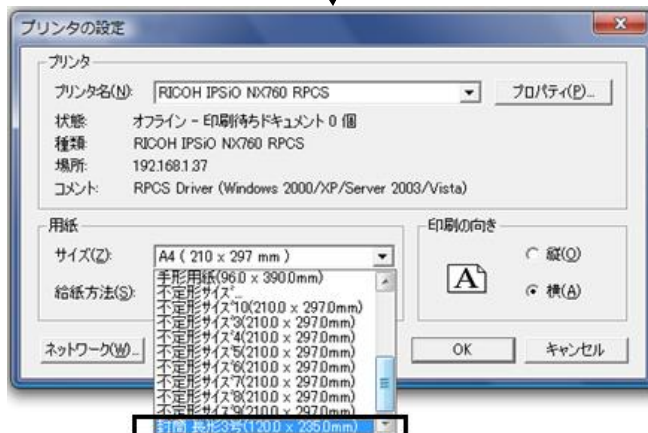 プリンタの設定
プリンタ
プリンタ名(N): RICOH IPSiO NX760 RPCS プロパティ(P)...
状態: オフライン - 印刷待ちドキュメント 0 個
種類: RICOH IPSiO NX760 RPCS
場所: 192.168.1.37
コメント: RPCS Driver (Windows 2000/XP/Server 2003/Vista)
用紙
サイズ(Z): A4 ( 210 x 297 mm )
給紙方法(S):
手形用紙(96.0 x 390.0mm)
不定形サイズ...
不定形サイズ10(210.0 x 297.0mm)
不定形サイズ3(210.0 x 297.0mm)
不定形サイズ4(210.0 x 297.0mm)
不定形サイズ5(210.0 x 297.0mm)
不定形サイズ6(210.0 x 297.0mm)
不定形サイズ7(210.0 x 297.0mm)
不定形サイズ8(210.0 x 297.0mm)
不定形サイズ9(210.0 x 297.0mm)
封筒 長形3号(120.0 x 235.0mm)
印刷の向き
A
縦(O)
横(A)
ネットワーク(W)...
OK
キャンセル